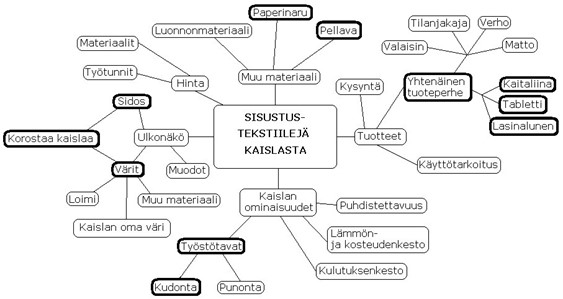 Paperinaru
Luonnonmateriaali
Pellava
Materiaalit
Työtunnit
Hinta
Muu materiaali
Tilanjakaja
Verho
Valaisin
Matto
Kysyntä
Yhtenäinen
tuoteperhe
Kaitaliina
Tabletti
Lasinalunen
Sidos
Korostaa kaislaa
Ulkonäkö
SISUSTUS-
TEKSTIILEJÄ
KAISLASTA
Tuotteet
Käyttötarkoitus
Värit
Muodot
Loimi
Muu materiaali
Kaislan oma väri
Kaislan
ominaisuudet
Puhdistettavuus
Lämmön-
ja kosteudenkesto
Kulutuksenkesto
Työstötavat
Kudonta
Punonta